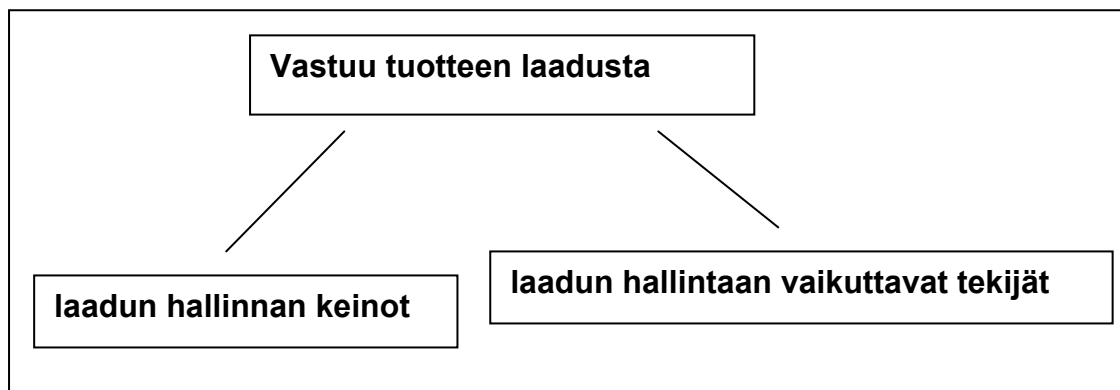 Vastuu tuotteen laadusta
laadun hallinnan keinot
laadun hallintaan vaikuttavat tekijät